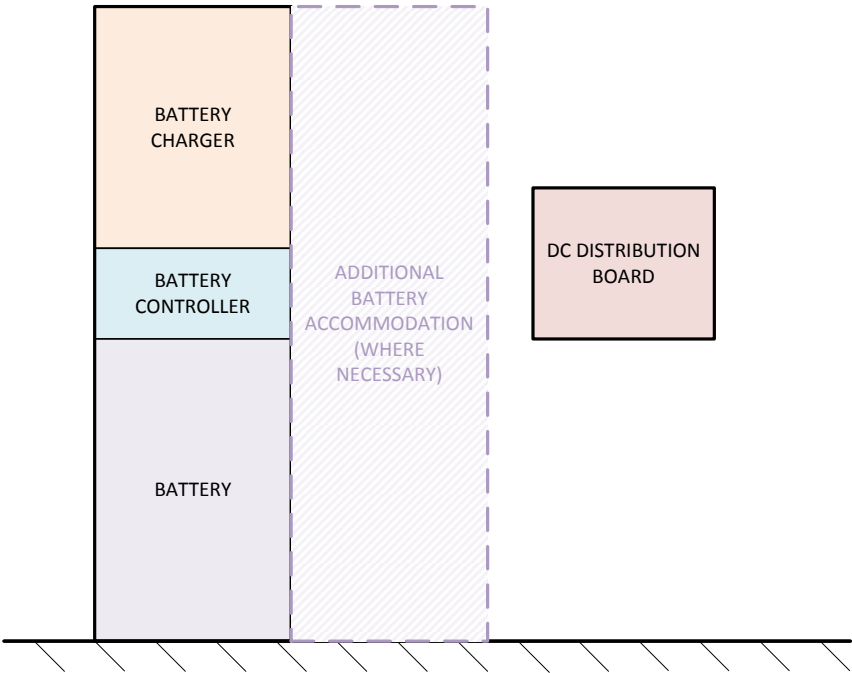 BATTERY
CHARGER
BATTERY
CONTROLLER
BATTERY
ADDITIONAL
BATTERY
ACCOMMODATION
(WHERE
NECESSARY)
DC DISTRIBUTION
BOARD